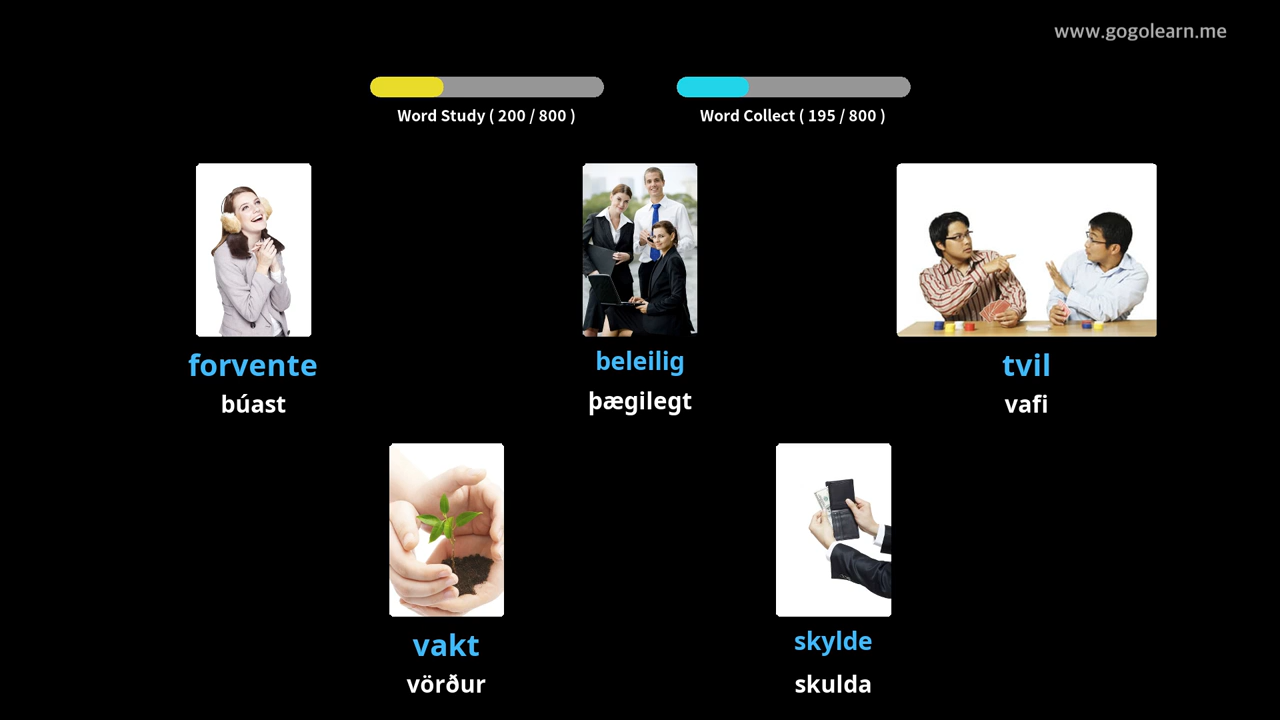 www.gogolearn.me
Word Study ( 200 / 800 )
Word Collect ( 195 / 800 )
forvente
búast
beleilig
þægilegt
tvil
vafi
vakt
vörður
skylde
skulda